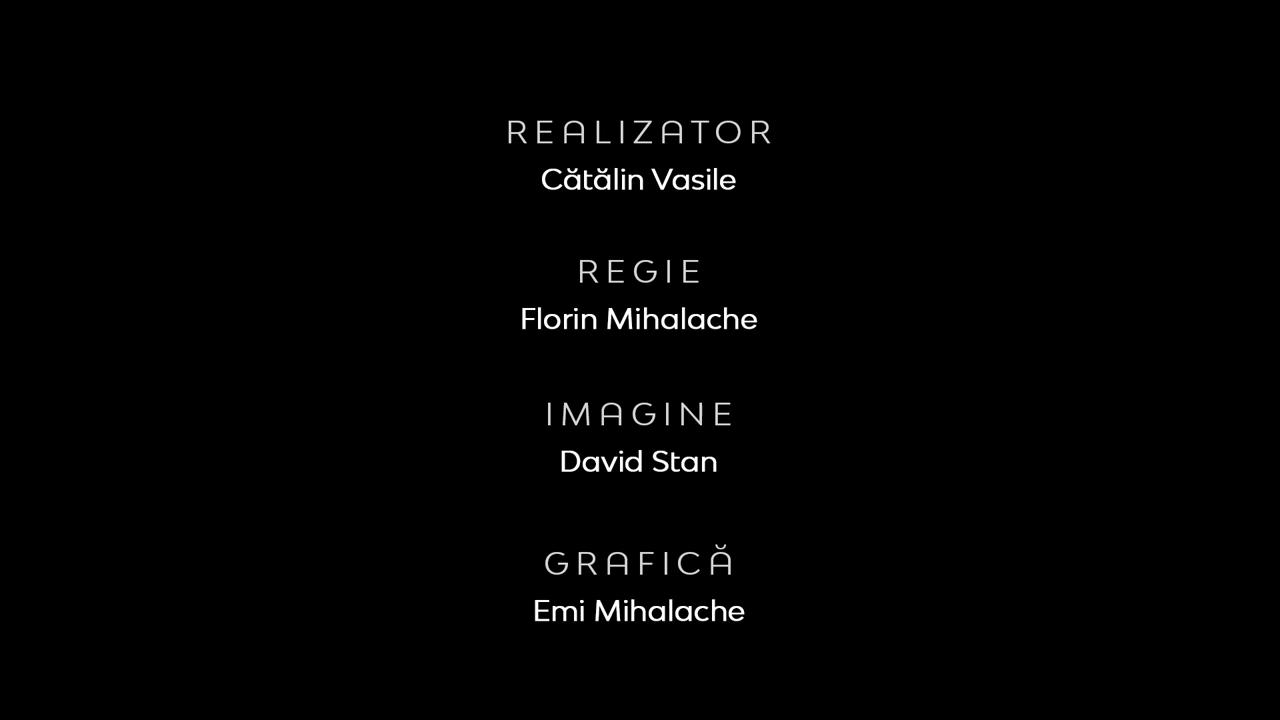 REALIZATOR
Cătălin Vasile
REGIE
Florin Mihalache
IMAGINE
David Stan
GRAFICĂ
Emi Mihalache